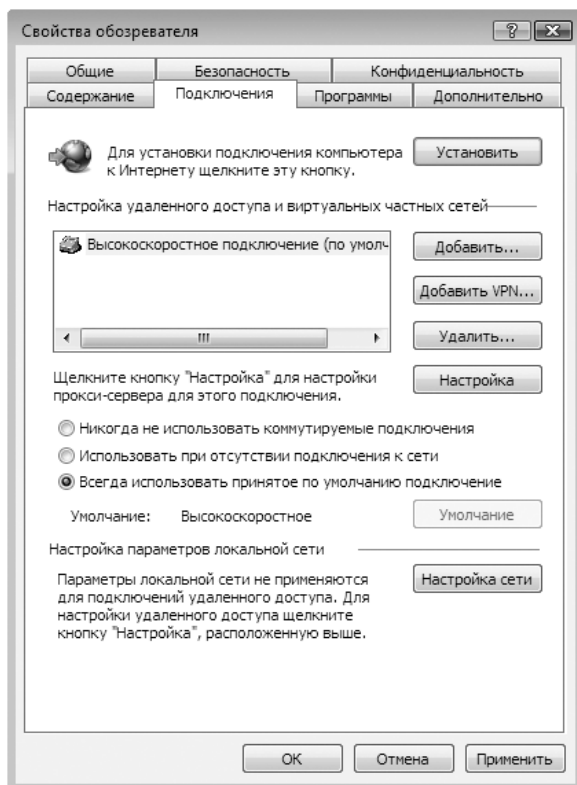 Свойства обозревателя
Общие Безопасность Конфиденциальность
Содержание Подключения Программы Дополнительно
Для установки подключения компьютера
к Интернету щелкните эту кнопку.
Установить
Настройка удаленного доступа и виртуальных частных сетей
Высокоскоростное подключение (по умолч
Добавить...
Добавить VPN...
Удалить...
Щелкните кнопку "Настройка" для настройки
прокси-сервера для этого подключения.
Настройка
Никогда не использовать коммутируемые подключения
Использовать при отсутствии подключения к сети
Всегда использовать принятое по умолчанию подключение
Умолчание: Высокоскоростное Умолчание
Настройка параметров локальной сети
Параметры локальной сети не применяются
для подключений удаленного доступа. Для
настройки удаленного доступа щелкните
кнопку "Настройка", расположенную выше.
Настройка сети
ОК Отмена Применить